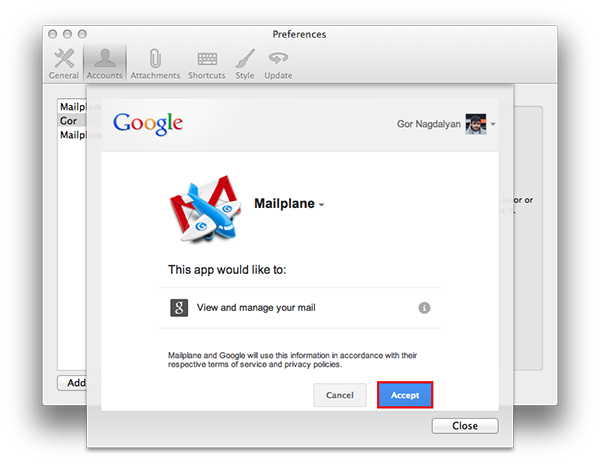 Preferences
General Accounts Attachments Shortcuts Style Update
Mailpla
Gor
Mailpla
Google
Gor Nagdalyan
Mailplane
or or
This app would like to:
g View and manage your mail i
Mailplane and Google will use this information in accordance with their
respective terms of service and privacy policies.
Add
Cancel Accept
Close